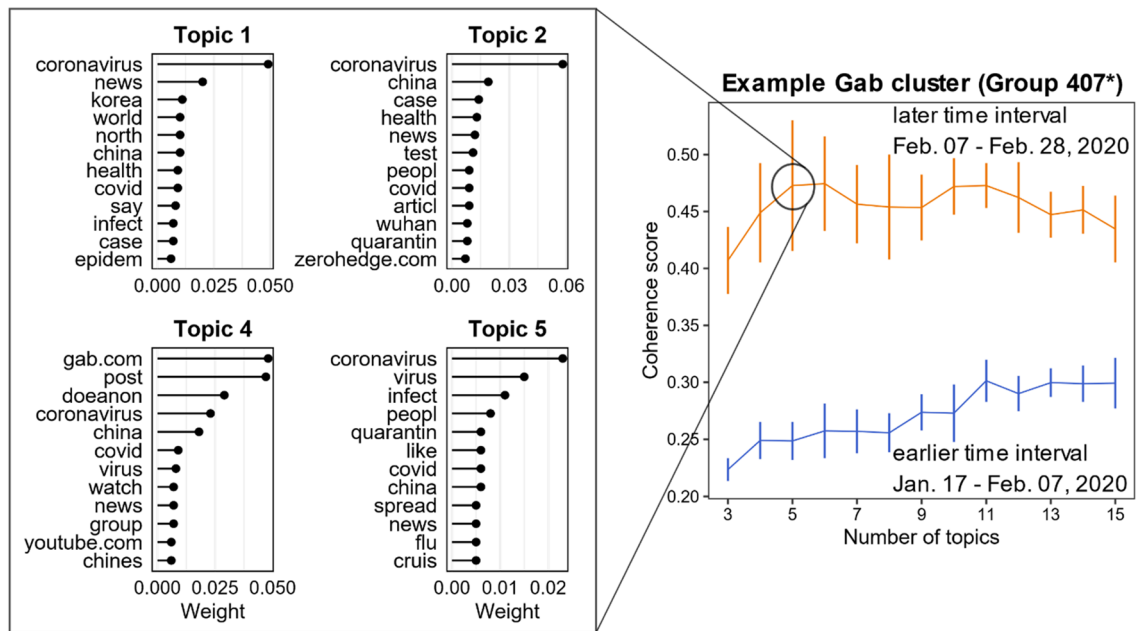 Topic 1
coronavirus
news
korea
world
north
china
health
covid
say
infect
case
epidem
0.000 0.025 0.050
Topic 2
coronavirus
china
case
health
news
test
peopl
covid
articl
wuhan
quarantin
zerohedge.com
0.00 0.03 0.06
Topic 4
gab.com
post
doeanon
coronavirus
china
covid
virus
watch
news
group
youtube.com
chines
0.000 0.025 0.050
Weight
Topic 5
coronavirus
virus
infect
peopl
quarantin
like
covid
china
spread
news
flu
cruis
0.00 0.01 0.02
Weight
Example Gab cluster (Group 407*)
later time interval
Feb. 07 - Feb. 28, 2020
0.50
0.45
0.40
0.35
0.30
0.25
0.20
Coherence score
earlier time interval
Jan. 17 - Feb. 07, 2020
3 5 7 9 11 13 15
Number of topics